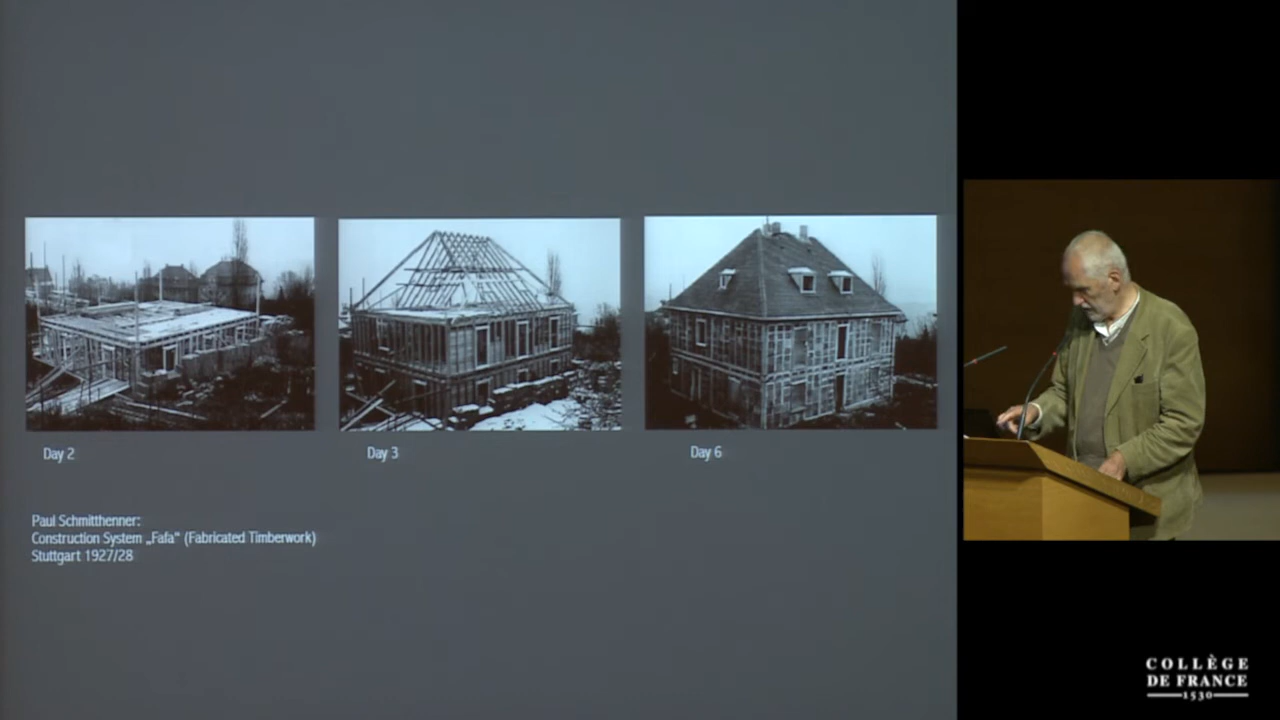 Day 2
Day 3
Day 6
Paul Schmitthenner:
Construction System „Fafa“ (Fabricated Timberwork)
Stuttgart 1927/28
COLLÈGE
DE FRANCE
1530